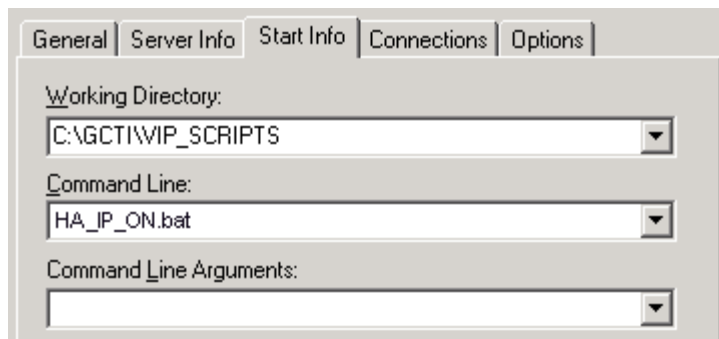 General Server Info Start Info Connections Options
Working Directory:
C:\GCTI\VIP_SCRIPTS
Command Line:
HA_IP_ON.bat
Command Line Arguments: